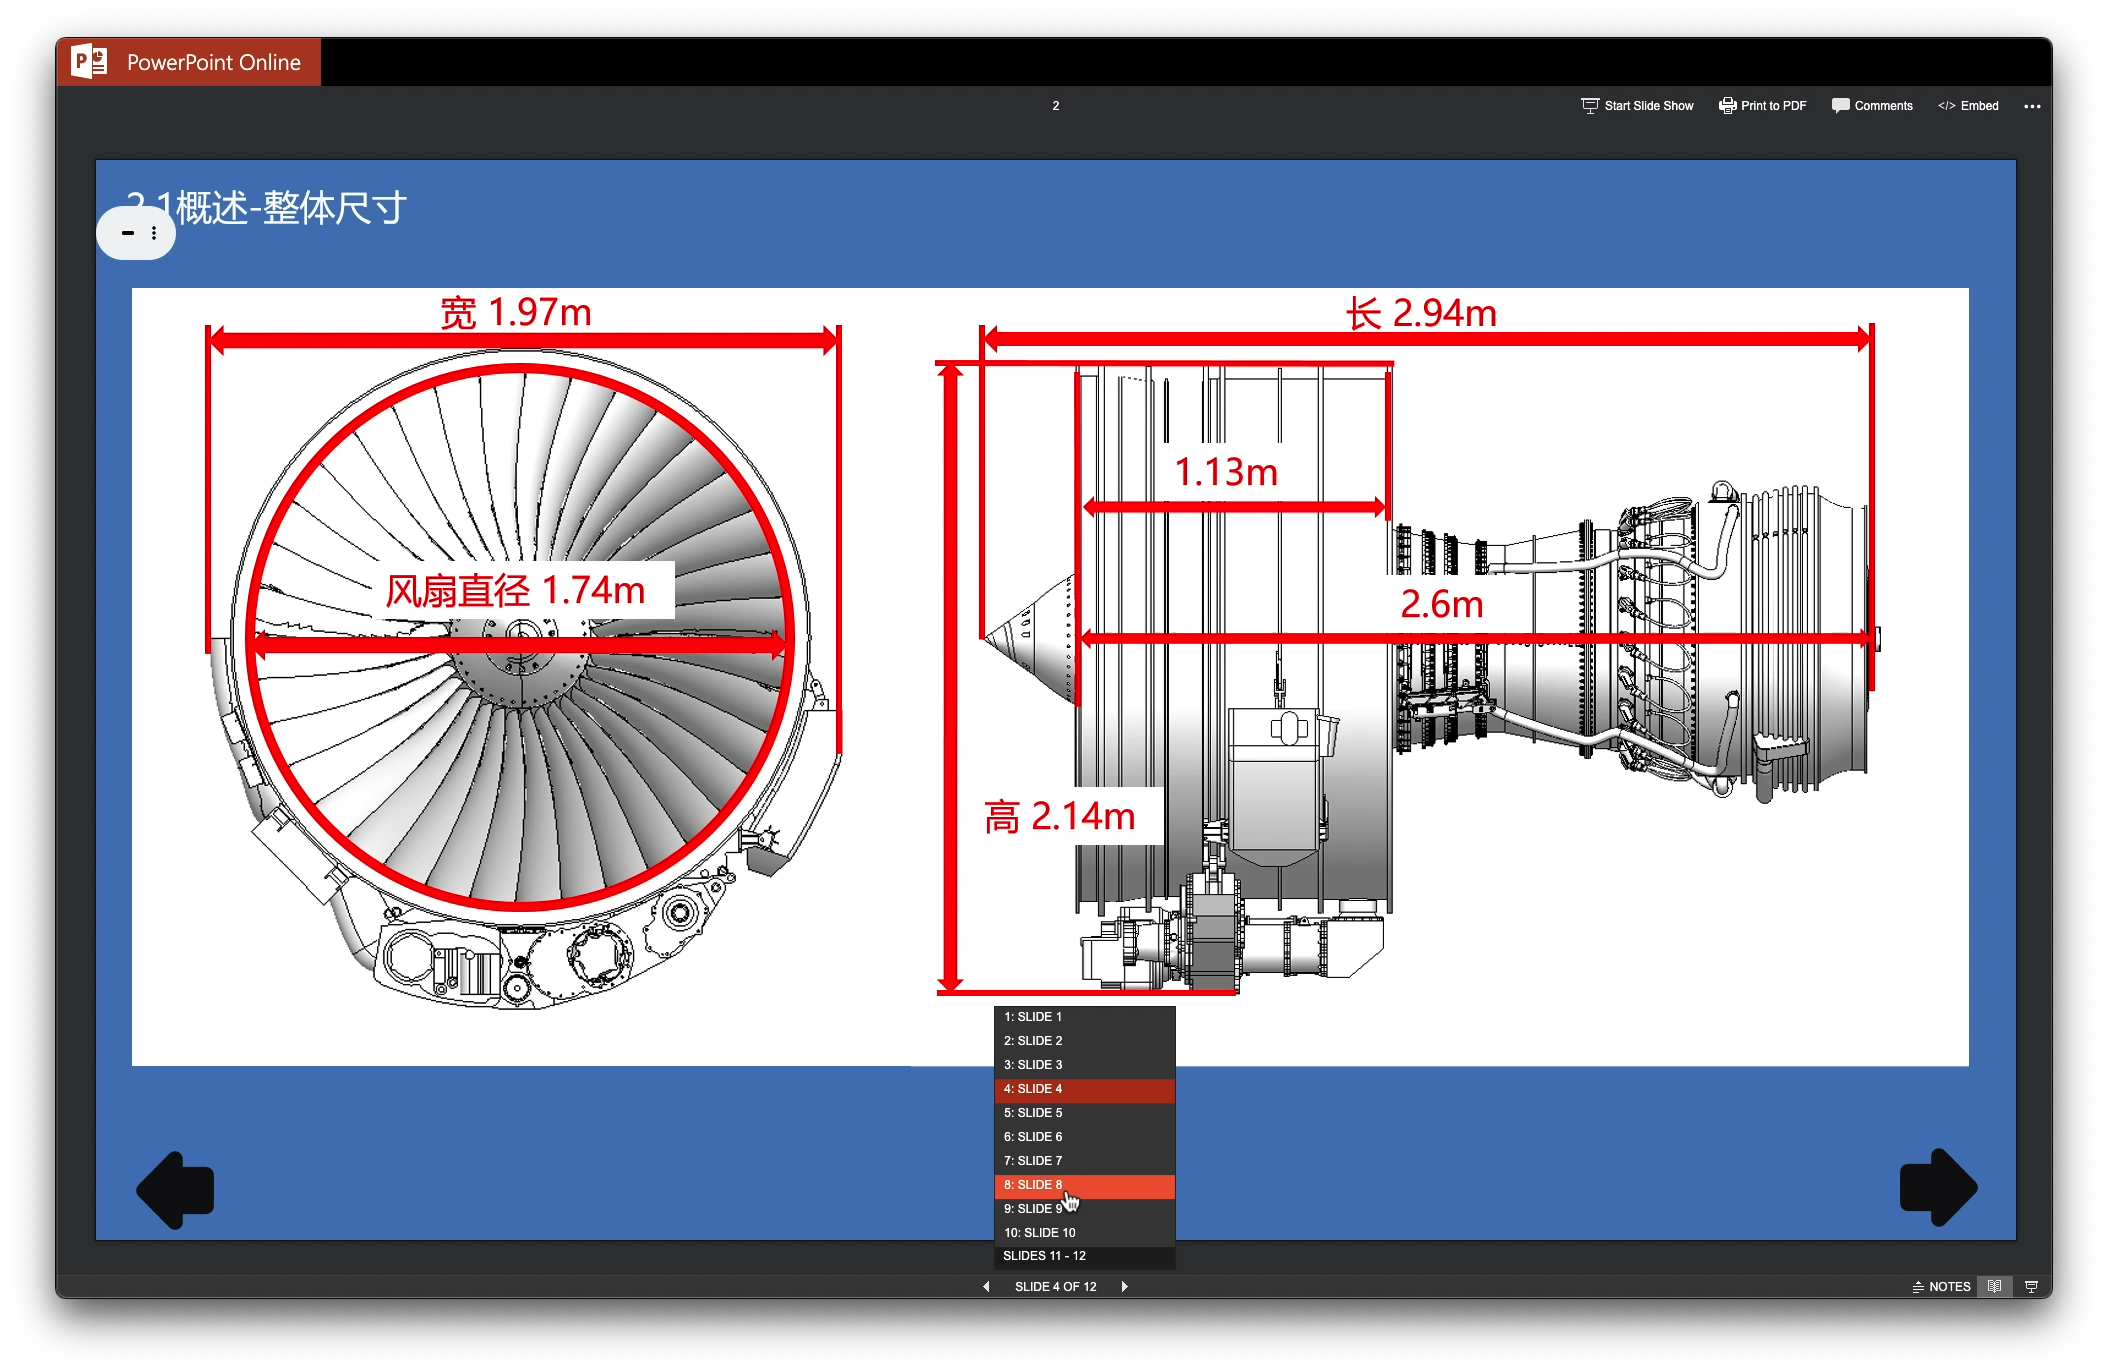 PowerPoint Online
2
Start Slide Show
Print to PDF
Comments
</> Embed
2.1概述-整体尺寸
宽 1.97m
长 2.94m
1.13m
风扇直径 1.74m
2.6m
高 2.14m
1: SLIDE 1
2: SLIDE 2
3: SLIDE 3
4: SLIDE 4
5: SLIDE 5
6: SLIDE 6
7: SLIDE 7
8: SLIDE 8
9: SLIDE 9
10: SLIDE 10
SLIDES 11 - 12
SLIDE 4 OF 12
NOTES